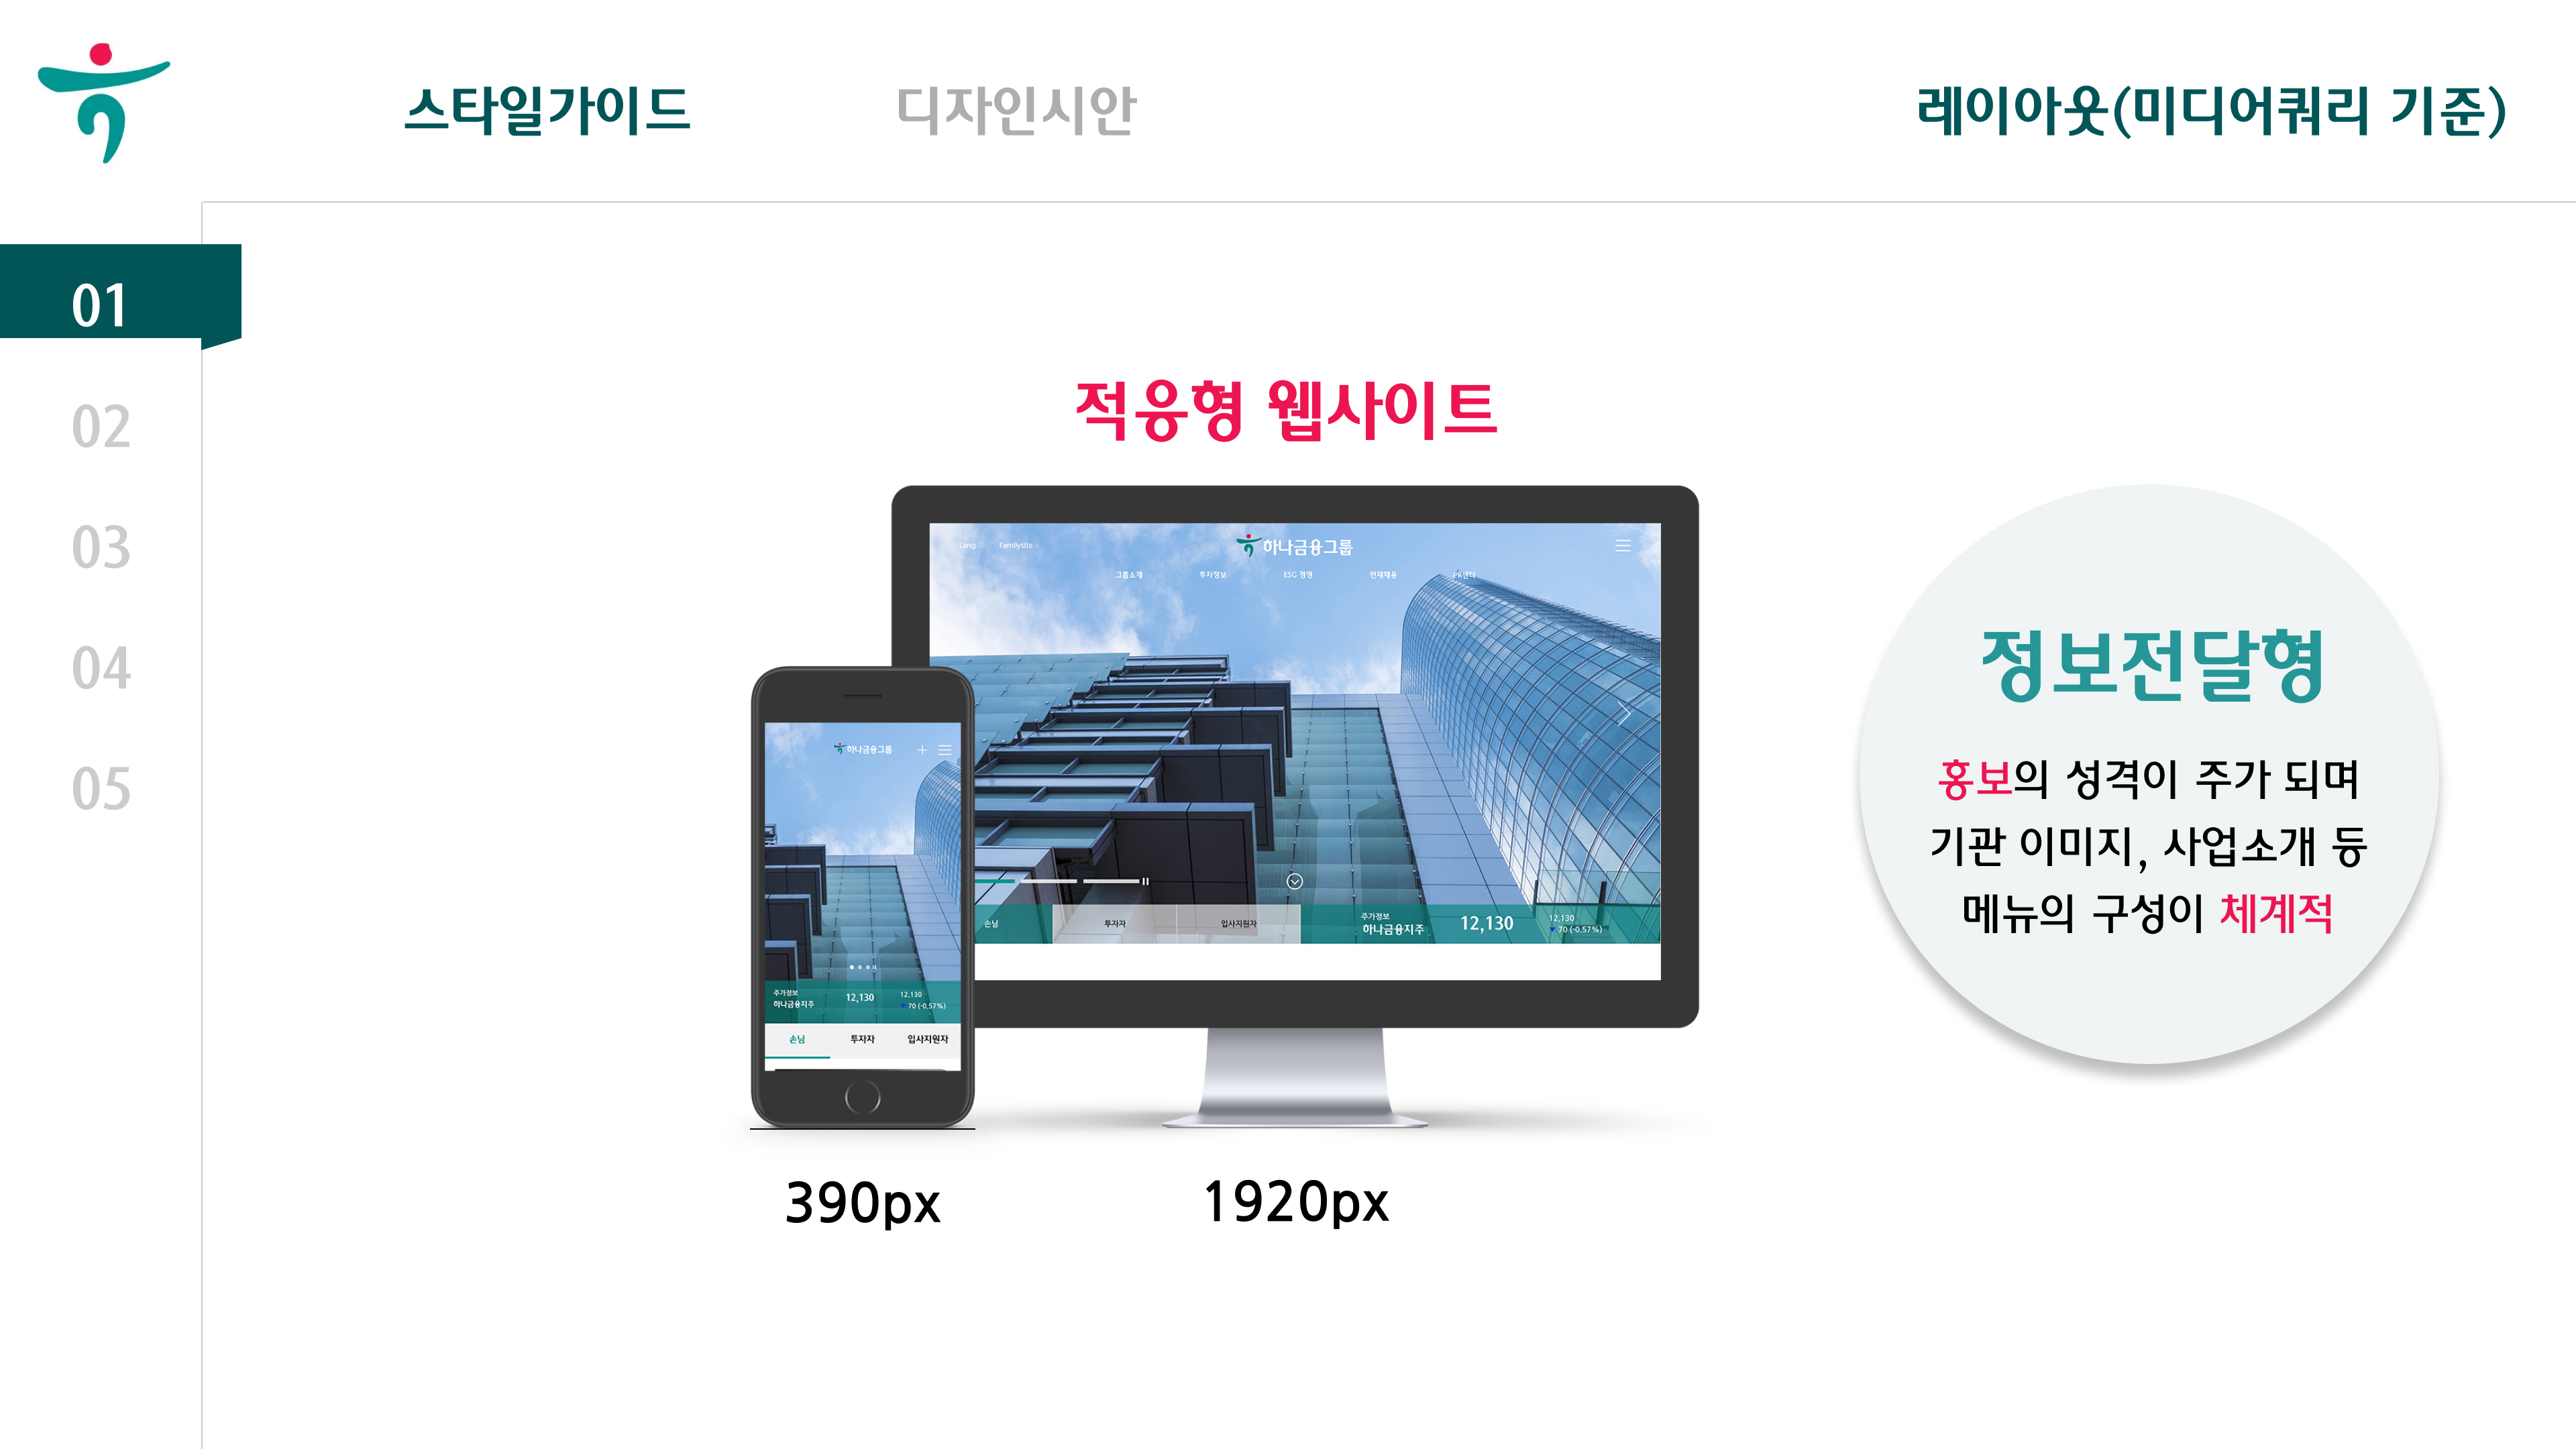 스타일가이드
디자인시안
레이아웃(미디어쿼리 기준)
01
02
03
04
05
적응형 웹사이트
Lang
Familysite
하나금융그룹
그룹소개
투자정보
ESG 경영
인재채용
PR센터
손님
투자자
입사지원자
주가정보
하나금융지주
12,130
12,130
▼ 70 (-0.57%)
하나금융그룹
주가정보
하나금융지주
12,130
12,130
▼ 70 (-0.57%)
손님
투자자
입사지원자
390px
1920px
정보전달형
홍보의 성격이 주가 되며
기관 이미지, 사업소개 등
메뉴의 구성이 체계적